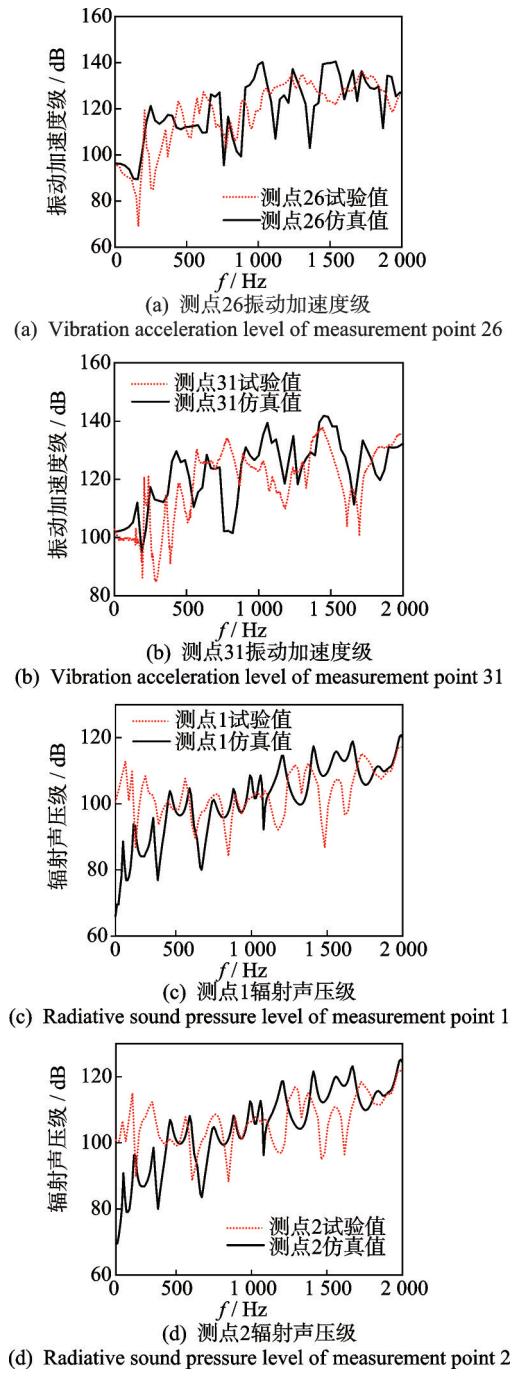 160
140
120
100
80
60
振动加速度级 / dB
测点26试验值
测点26仿真值
0 500 1 000 1 500 2 000
f / Hz
(a) 测点26振动加速度级
(a) Vibration acceleration level of measurement point 26
160
140
120
100
80
振动加速度级 / dB
测点31试验值
测点31仿真值
0 500 1 000 1 500 2 000
f / Hz
(b) 测点31振动加速度级
(b) Vibration acceleration level of measurement point 31
120
100
80
60
辐射声压级 / dB
测点1试验值
测点1仿真值
0 500 1 000 1 500 2 000
f / Hz
(c) 测点1辐射声压级
(c) Radiative sound pressure level of measurement point 1
120
100
80
60
辐射声压级 / dB
测点2试验值
测点2仿真值
0 500 1 000 1 500 2 000
f / Hz
(d) 测点2辐射声压级
(d) Radiative sound pressure level of measurement point 2